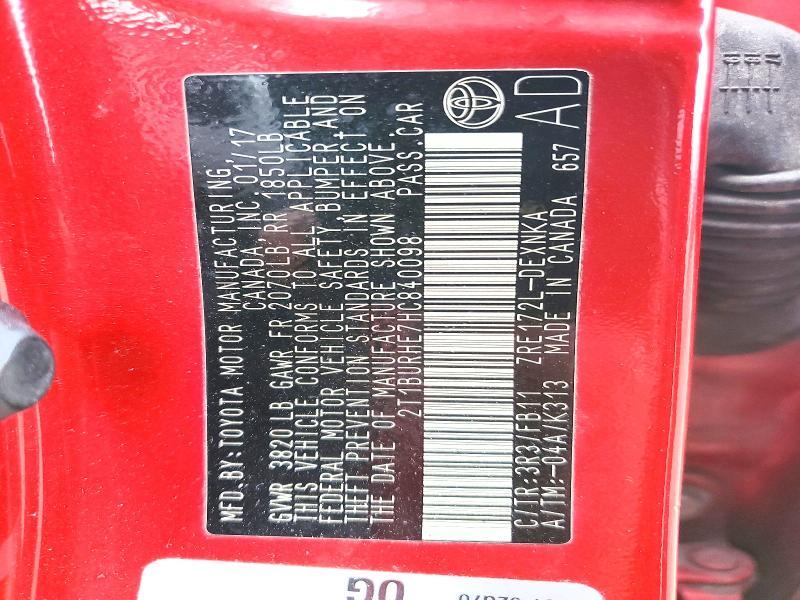 MFD.BY:TOYOTA MOTOR MANUFACTURING
CANADA INC. 01/17
GVWR 3820LB GAWR FR 2070LB RR 1850LB
THIS VEHICLE CONFORMS TO ALL APPLICABLE
FEDERAL MOTOR VEHICLE SAFETY, BUMPER, AND
THEFT PREVENTION STANDARDS IN EFFECT ON
THE DATE OF MANUFACTURE SHOWN ABOVE.
2T1BURHE7HC840098 PASS.CAR
C/TR:3R3/FB11 ZRE172L-DEXNKA
A/TM:-04A/K313 MADE IN CANADA 657
AD